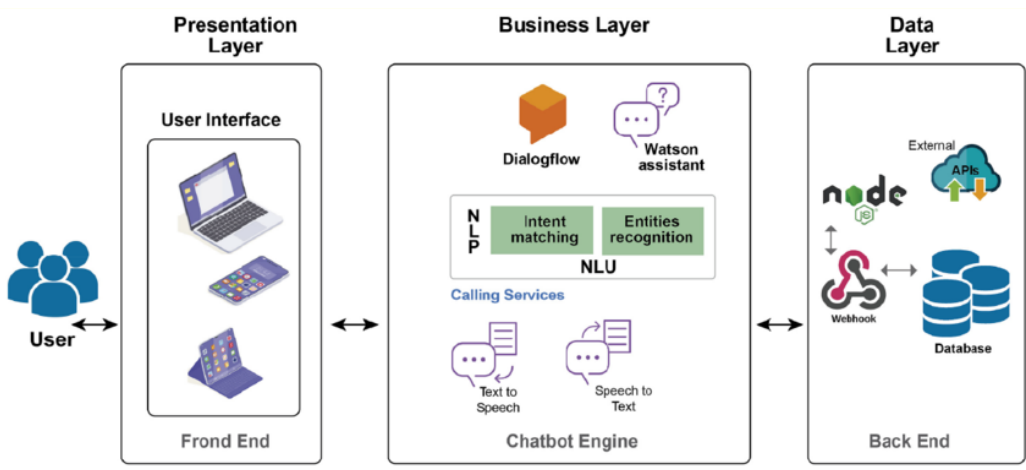 Presentation
Layer
Business Layer
Data
Layer
User Interface
User
Frond End
Dialogflow
?
Watson
assistant
NLP
Intent
matching
Entities
recognition
NLU
Calling Services
Text to
Speech
Speech to
Text
Chatbot Engine
External
APIs
node
JS
Webhook
Database
Back End